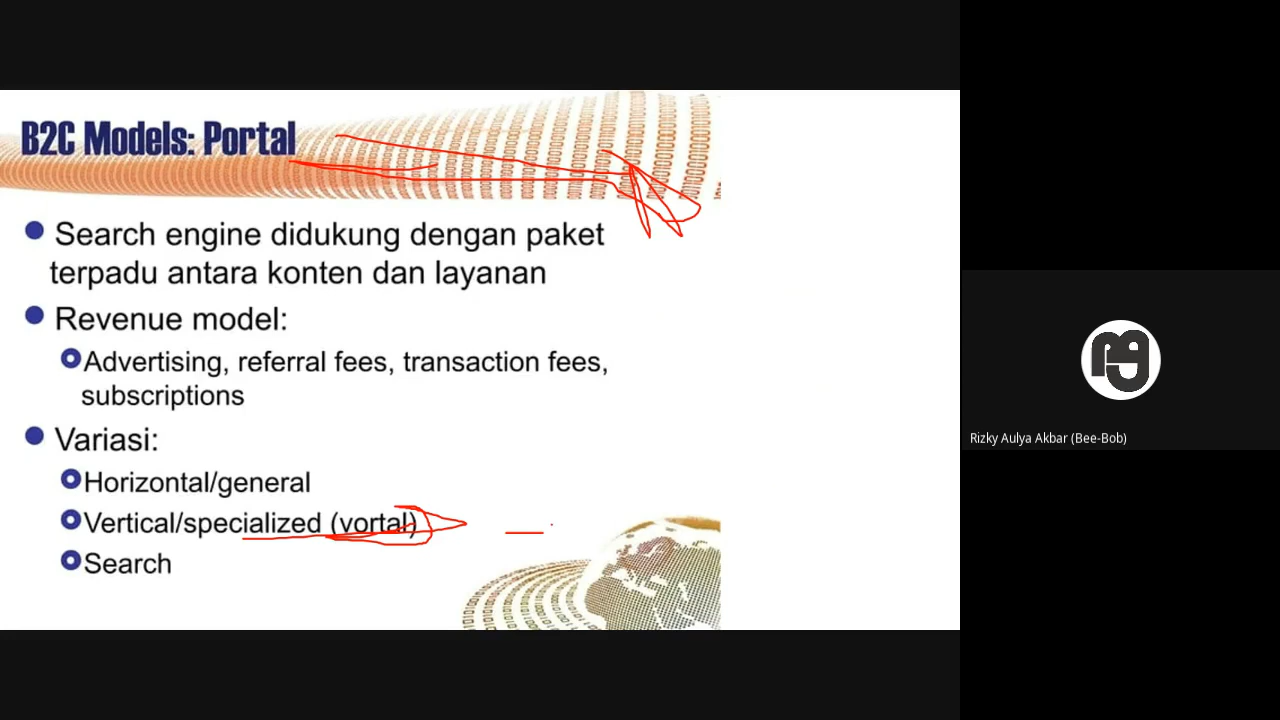 B2C Models: Portal
Search engine didukung dengan paket
terpadu antara konten dan layanan
Revenue model:
Advertising, referral fees, transaction fees,
subscriptions
Variasi:
Horizontal/general
Vertical/specialized (vortal)
Search
Rizky Aulya Akbar (Bee-Bob)